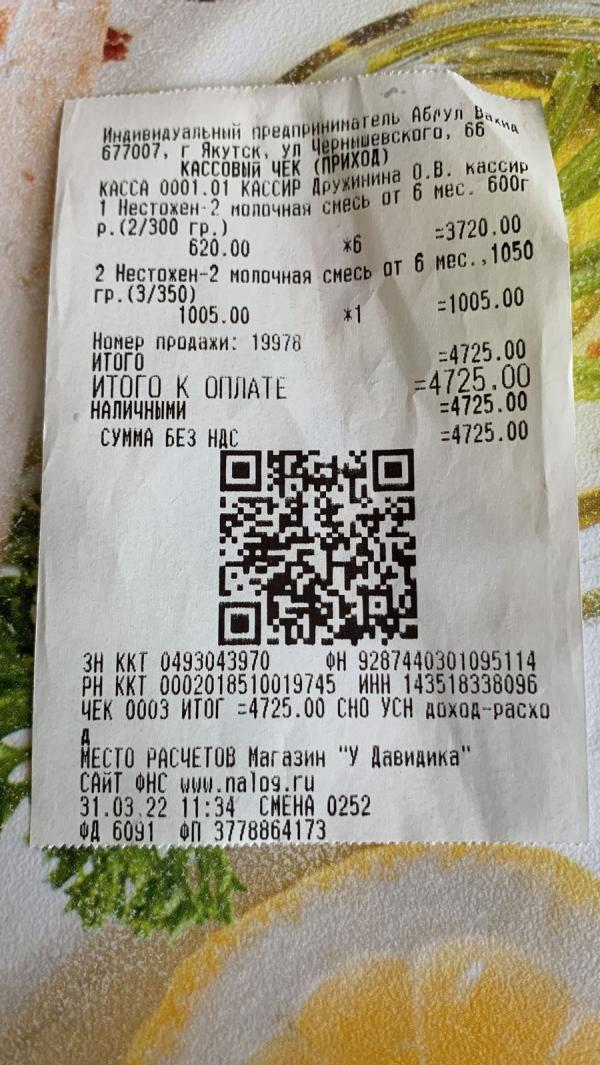 Индивидуальный предприниматель Абдул Вахид
677007, г Якутск, ул Чернышевского, 66
КАССОВЫЙ ЧЕК (ПРИХОД)
КАССА 0001.01 КАССИР Дружинина О.В. кассир
1 Нестожен-2 молочная смесь от 6 мес. 600г
р.(2/300 гр.)
620.00 *6 =3720.00
2 Нестожен-2 молочная смесь от 6 мес.,1050
гр.(3/350)
1005.00 *1 =1005.00
Номер продажи: 19978
ИТОГО =4725.00
ИТОГО К ОПЛАТЕ =4725.00
НАЛИЧНЫМИ =4725.00
СУММА БЕЗ НДС =4725.00
ЗН ККТ 0493043970 ФН 9287440301095114
РН ККТ 0002018510019745 ИНН 143518338096
ЧЕК 0003 ИТОГ =4725.00 СНО УСН доход-расхо
д
МЕСТО РАСЧЕТОВ Магазин "У Давидика"
САЙТ ФНС www.nalog.ru
31.03.22 11:34 СМЕНА 0252
ФД 6091 ФП 3778864173